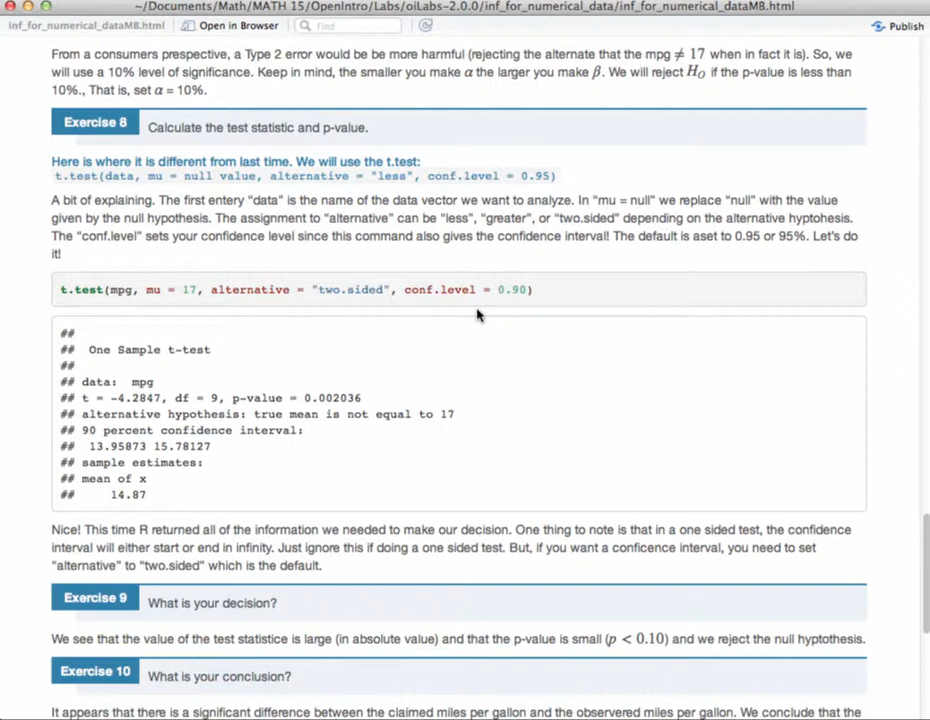 ~/Documents/Math/MATH 15/OpenIntro/Labs/oiLabs-2.0.0/inf_for_numerical_data/inf_for_numerical_dataMB.html
inf_for_numerical_dataMB.html Open in Browser Find Publish
From a consumers prespective, a Type 2 error would be be more harmful (rejecting the alternate that the mpg ≠ 17 when in fact it is). So, we
will use a 10% level of significance. Keep in mind, the smaller you make α the larger you make β. We will reject H_O if the p-value is less than
10%., That is, set α = 10%.
Exercise 8 Calculate the test statistic and p-value.
Here is where it is different from last time. We will use the t.test:
t.test(data, mu = null value, alternative = "less", conf.level = 0.95)
A bit of explaining. The first entery "data" is the name of the data vector we want to analyze. In "mu = null" we replace "null" with the value
given by the null hypothesis. The assignment to "alternative" can be "less", "greater", or "two.sided" depending on the alternative hyptohesis.
The "conf.level" sets your confidence level since this command also gives the confidence interval! The default is aset to 0.95 or 95%. Let's do
it!
t.test(mpg, mu = 17, alternative = "two.sided", conf.level = 0.90)
##
## One Sample t-test
##
## data: mpg
## t = -4.2847, df = 9, p-value = 0.002036
## alternative hypothesis: true mean is not equal to 17
## 90 percent confidence interval:
## 13.95873 15.78127
## sample estimates:
## mean of x
## 14.87
Nice! This time R returned all of the information we needed to make our decision. One thing to note is that in a one sided test, the confidence
interval will either start or end in infinity. Just ignore this if doing a one sided test. But, if you want a conficence interval, you need to set
"alternative" to "two.sided" which is the default.
Exercise 9 What is your decision?
We see that the value of the test statistice is large (in absolute value) and that the p-value is small (p < 0.10) and we reject the null hyptothesis.
Exercise 10 What is your conclusion?
It appears that there is a significant difference between the claimed miles per gallon and the observed miles per gallon. We conclude that the